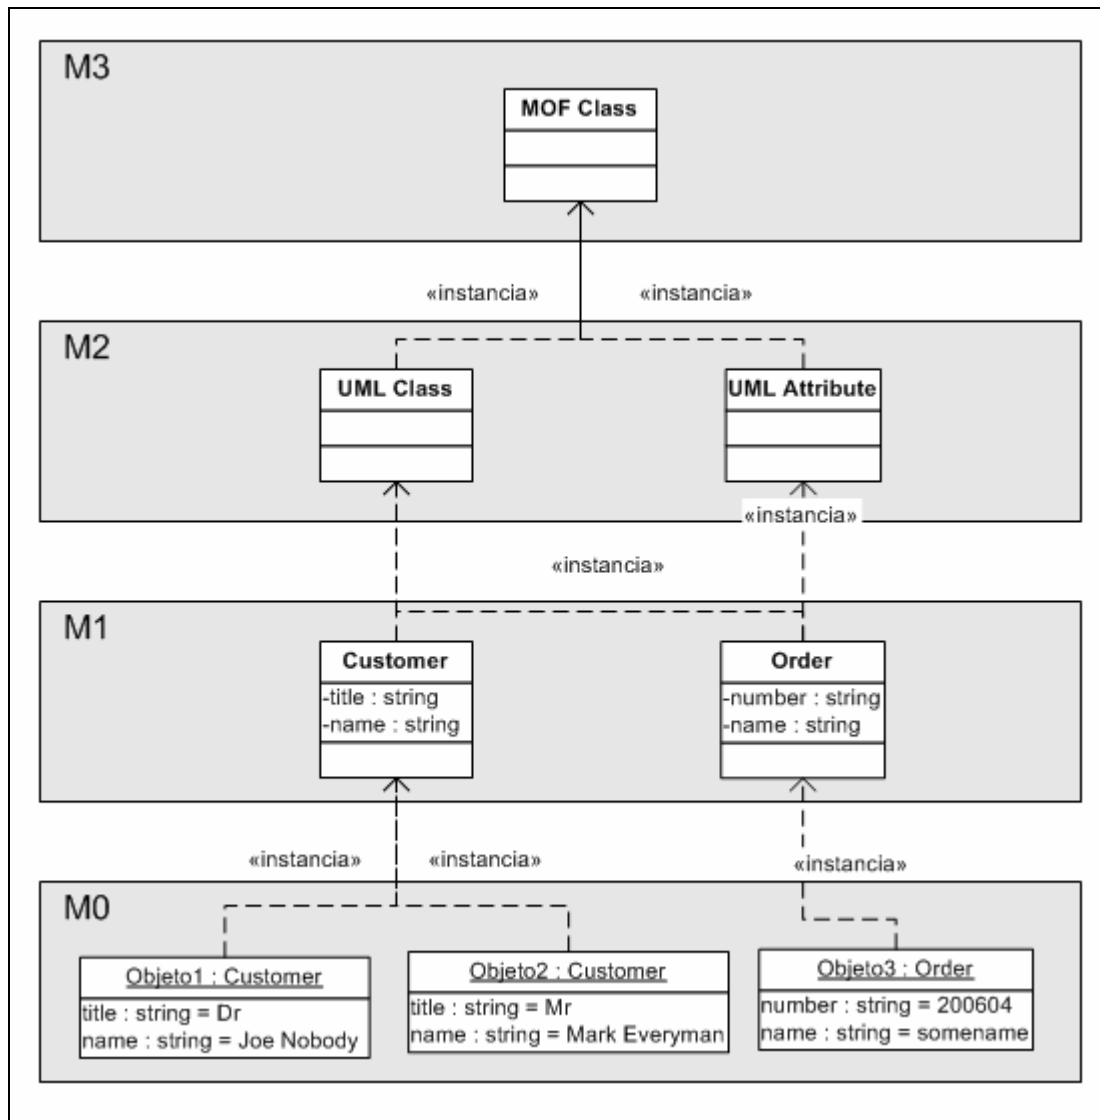 M3
MOF Class
«instancia» «instancia»
M2
UML Class UML Attribute
«instancia»
«instancia»
M1
Customer Order
-title : string -number : string
-name : string -name : string
«instancia» «instancia» «instancia»
M0
Objeto1 : Customer Objeto2 : Customer Objeto3 : Order
title : string = Dr title : string = Mr number : string = 200604
name : string = Joe Nobody name : string = Mark Everyman name : string = somename